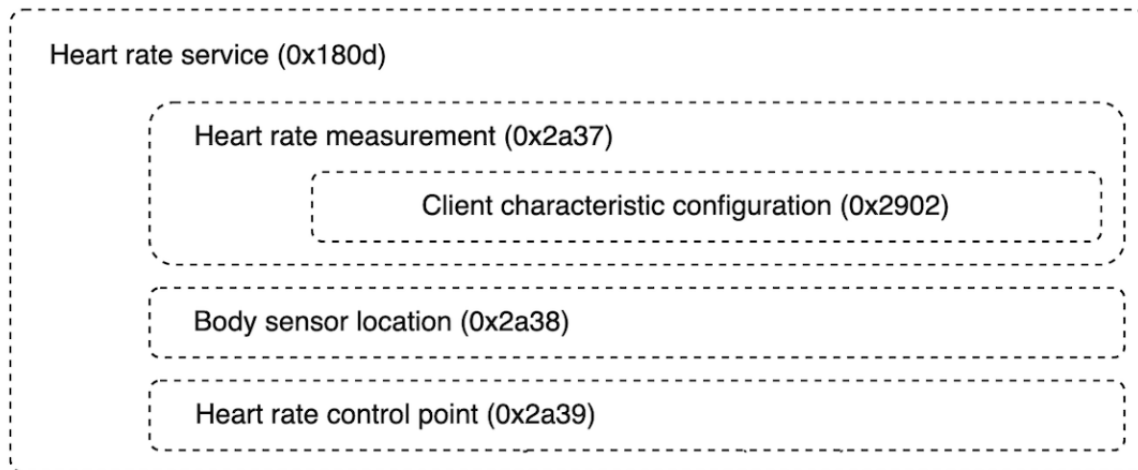 Heart rate service (0x180d)
Heart rate measurement (0x2a37)
Client characteristic configuration (0x2902)
Body sensor location (0x2a38)
Heart rate control point (0x2a39)